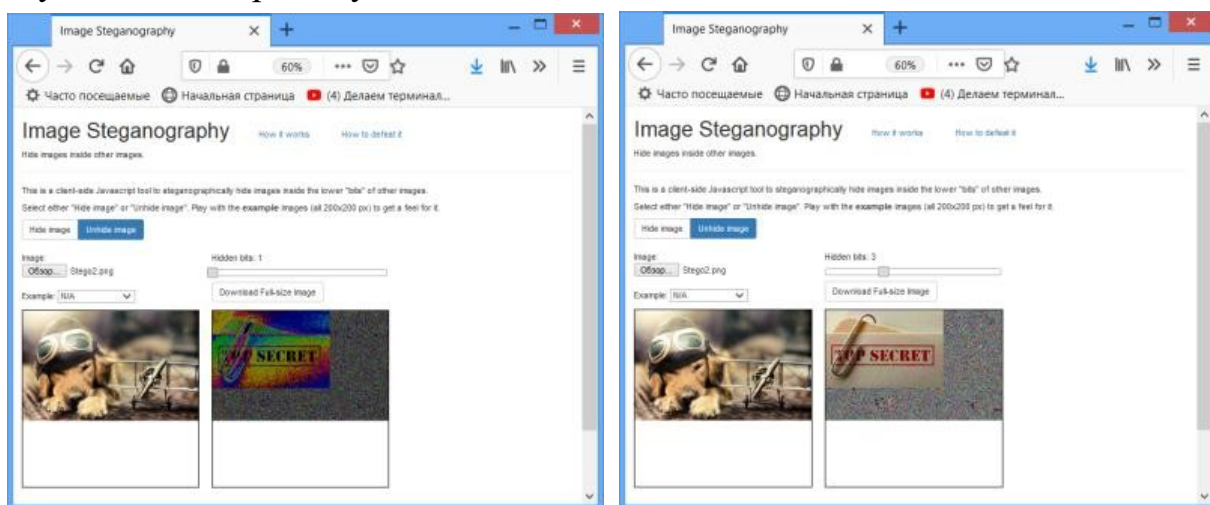 Image Steganography
60%
Часто посещаемые Начальная страница (4) Делаем терминал...
Image Steganography How it works How to defeat it
Hide images inside other images.
This is a client-side Javascript tool to steganographically hide images inside the lower "bits" of other images.
Select either "Hide image" or "Unhide image". Play with the example images (all 200x200 px) to get a feel for it.
Hide image Unhide image
Image: Hidden bits: 1
Обзор... Stego2.png
Example: N/A Download Full-size Image
TOP SECRET
Image Steganography
60%
Часто посещаемые Начальная страница (4) Делаем терминал...
Image Steganography How it works How to defeat it
Hide images inside other images.
This is a client-side Javascript tool to steganographically hide images inside the lower "bits" of other images.
Select either "Hide image" or "Unhide image". Play with the example images (all 200x200 px) to get a feel for it.
Hide image Unhide image
Image: Hidden bits: 3
Обзор... Stego2.png
Example: N/A Download Full-size Image
TOP SECRET